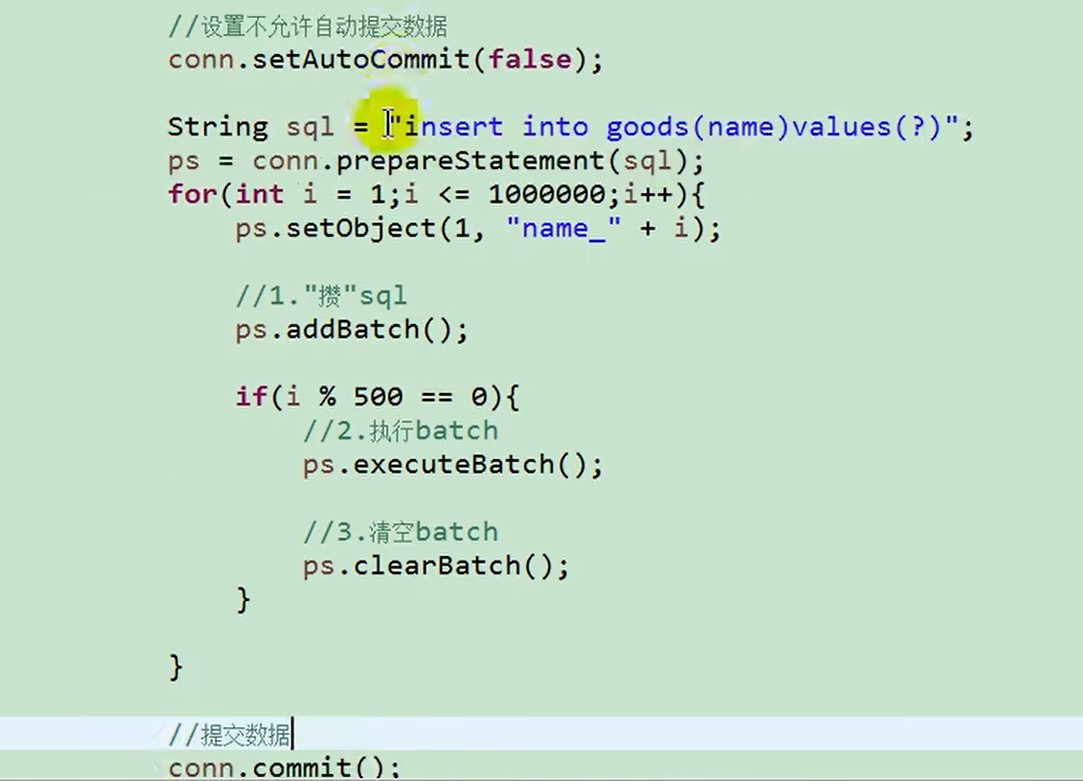 //设置不允许自动提交数据
conn.setAutoCommit(false);
String sql = "insert into goods(name)values(?)";
ps = conn.prepareStatement(sql);
for(int i = 1;i <= 1000000;i++){
ps.setObject(1, "name_" + i);
//1."攒"sql
ps.addBatch();
if(i % 500 == 0){
//2.执行batch
ps.executeBatch();
//3.清空batch
ps.clearBatch();
}
}
//提交数据
conn.commit();